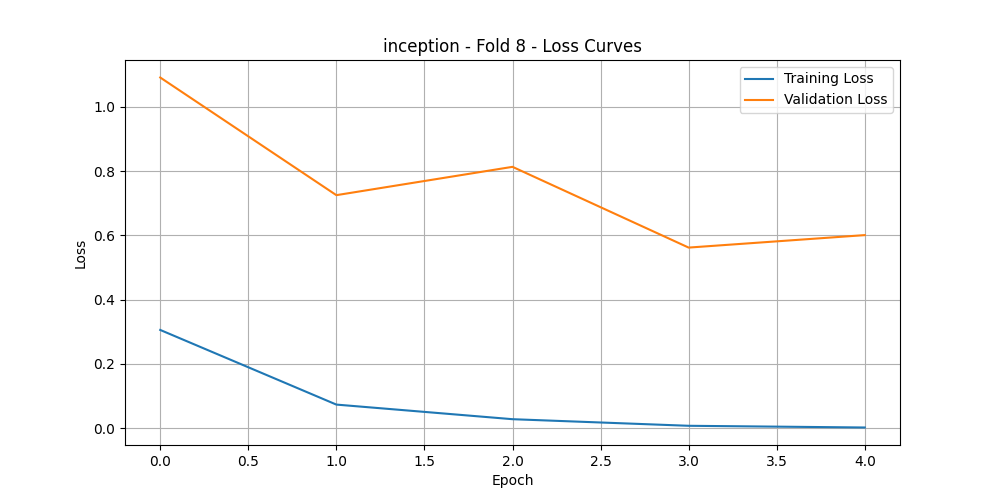 inception - Fold 8 - Loss Curves
Training Loss
Validation Loss
Loss
1.0
0.8
0.6
0.4
0.2
0.0
0.0 0.5 1.0 1.5 2.0 2.5 3.0 3.5 4.0
Epoch